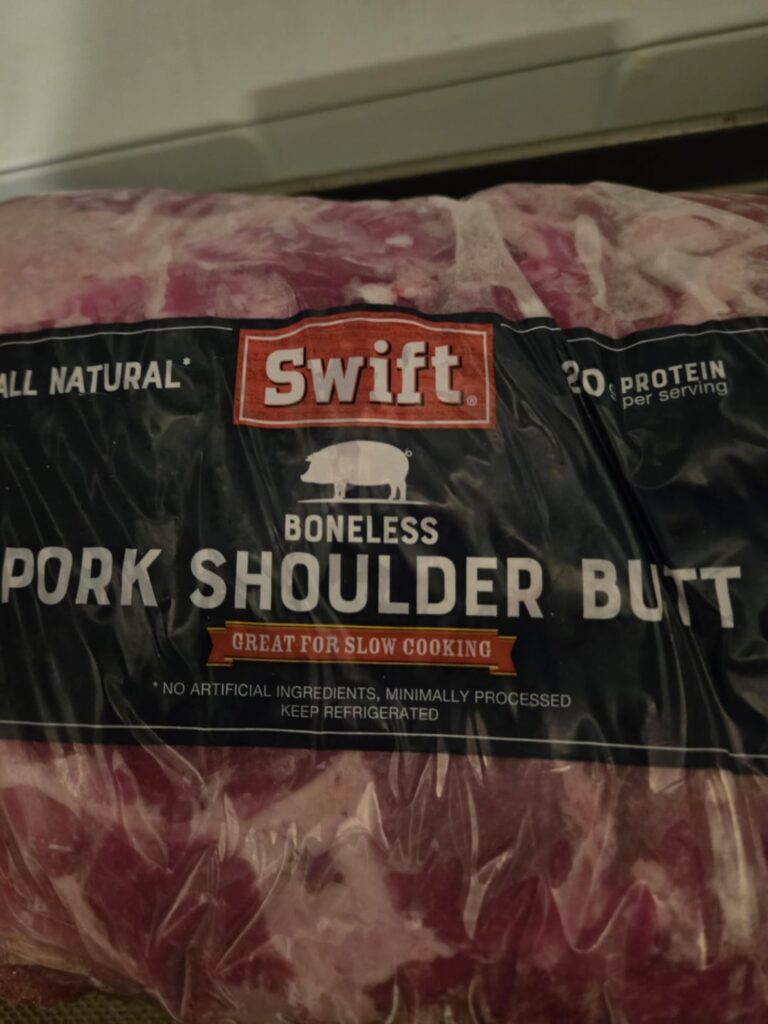 ALL NATURAL*
Swift®
20g PROTEIN
per serving
BONELESS
PORK SHOULDER BUTT
GREAT FOR SLOW COOKING
* NO ARTIFICIAL INGREDIENTS, MINIMALLY PROCESSED
KEEP REFRIGERATED